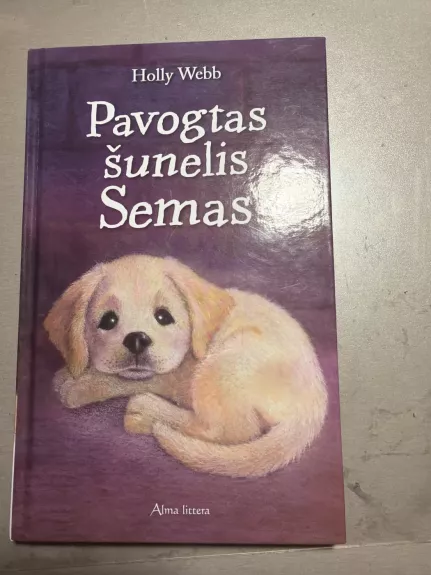 Holly Webb
Pavogtas
šunelis
Semas
Alma littera